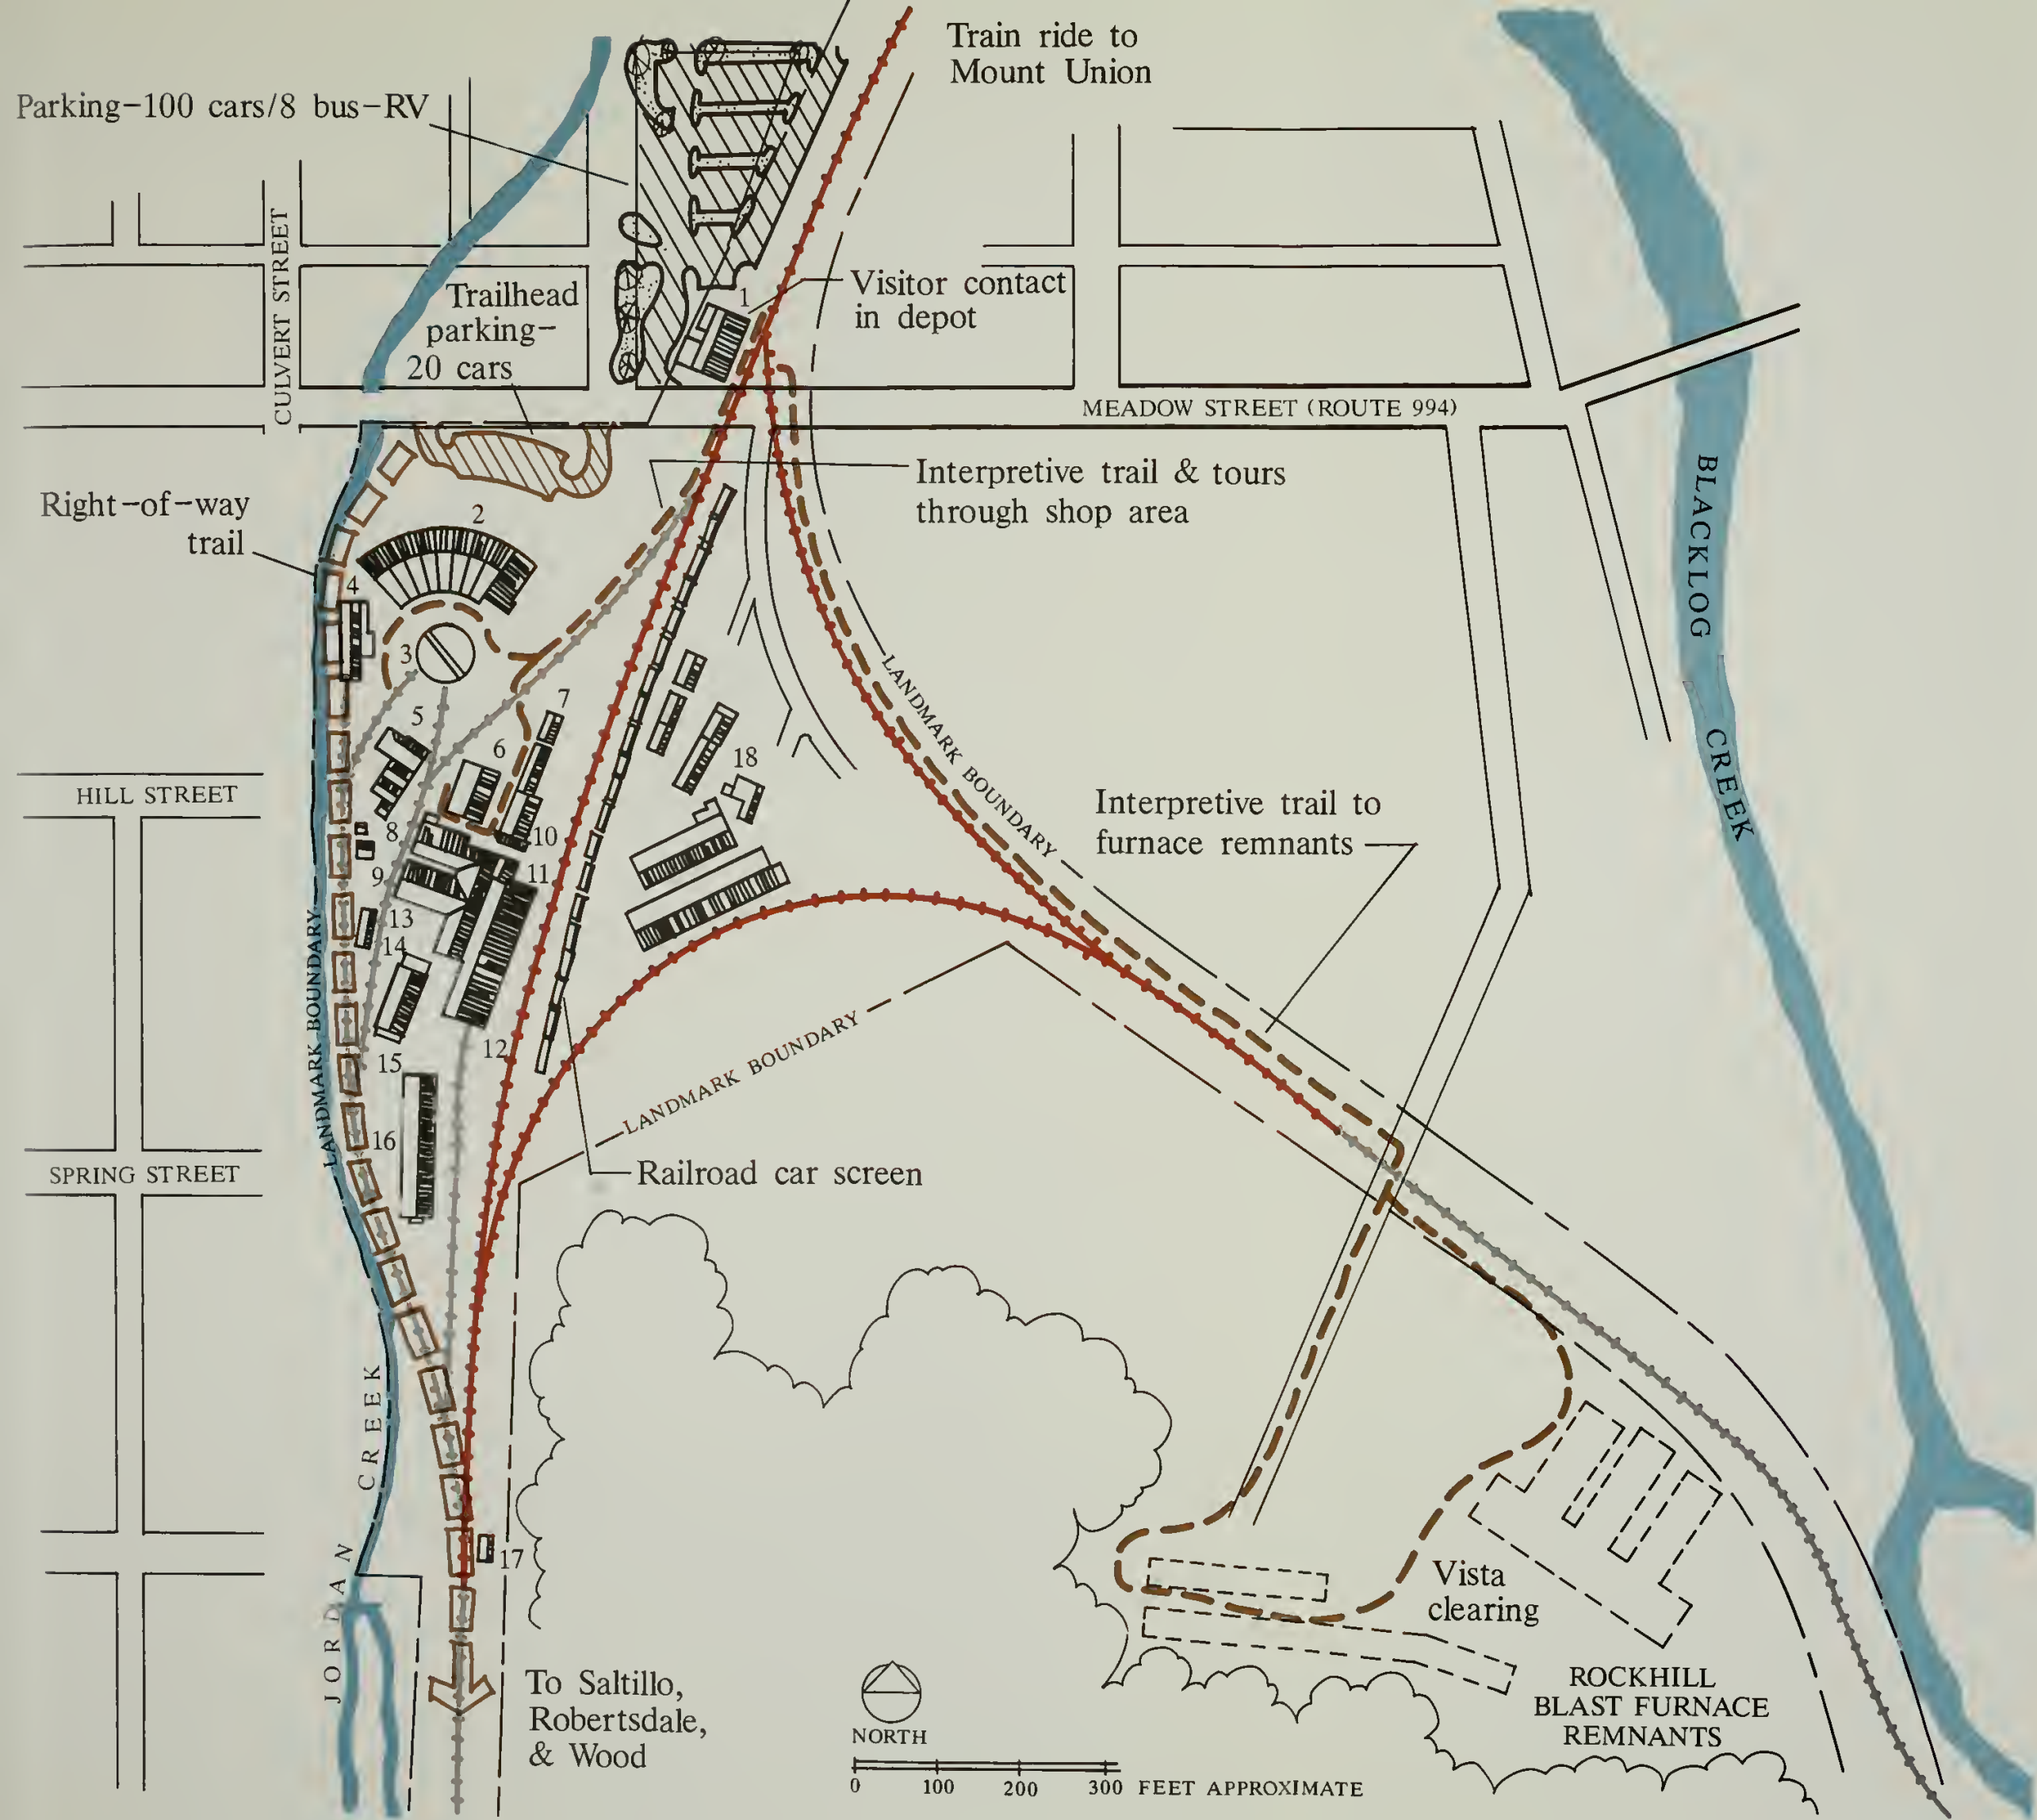 Train ride to
Mount Union
Parking-100 cars/8 bus-RV
CULVERT STREET
Trailhead
parking-
20 cars
1
Visitor contact
in depot
MEADOW STREET (ROUTE 994)
Interpretive trail & tours
through shop area
Right-of-way
trail
2
4
3
BLACKLOG
CREEK
LANDMARK BOUNDARY
5
7
6
18
HILL STREET
8
10
Interpretive trail to
furnace remnants
9
11
13
14
LANDMARK BOUNDARY
12
15
LANDMARK BOUNDARY
16
SPRING STREET
Railroad car screen
JORDAN CREEK
17
Vista
clearing
To Saltillo,
Robertsdale,
& Wood
ROCKHILL
BLAST FURNACE
REMNANTS
NORTH
0 100 200 300 FEET APPROXIMATE